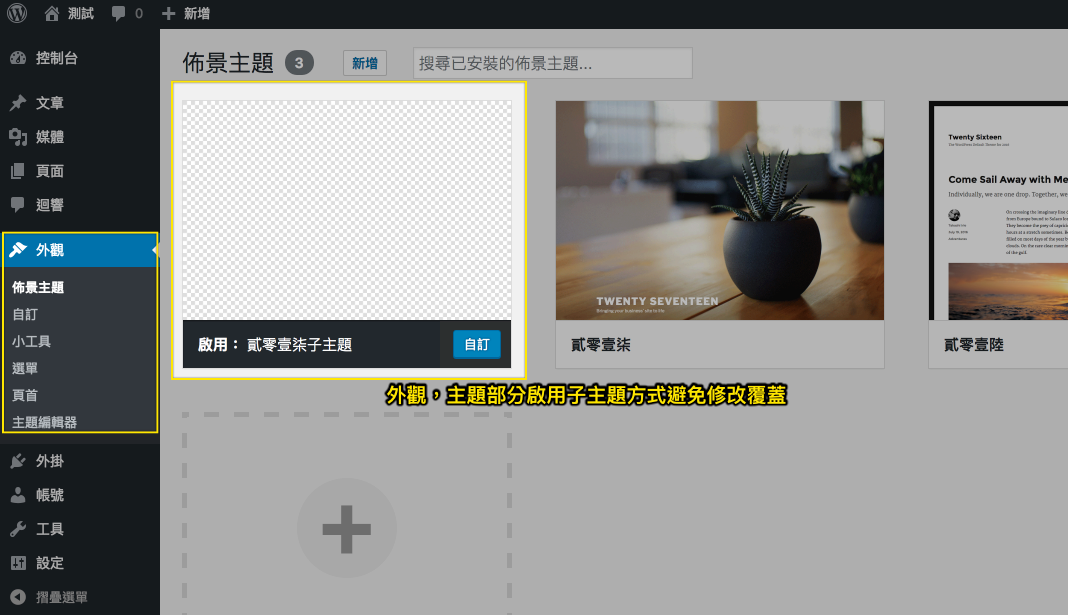 測試
0
新增
控制台
文章
媒體
頁面
迴響
外觀
佈景主題
自訂
小工具
選單
頁首
主題編輯器
外掛
帳號
工具
設定
摺疊選單
佈景主題 3 新增 搜尋已安裝的佈景主題...
啟用： 貳零壹柒子主題 自訂
TWENTY SEVENTEEN
Bringing your business' site to life
貳零壹柒
Twenty Sixteen
Come Sail Away with Me
Individually, we are one drop. Together, we
貳零壹陸
外觀，主題部分啟用子主題方式避免修改覆蓋